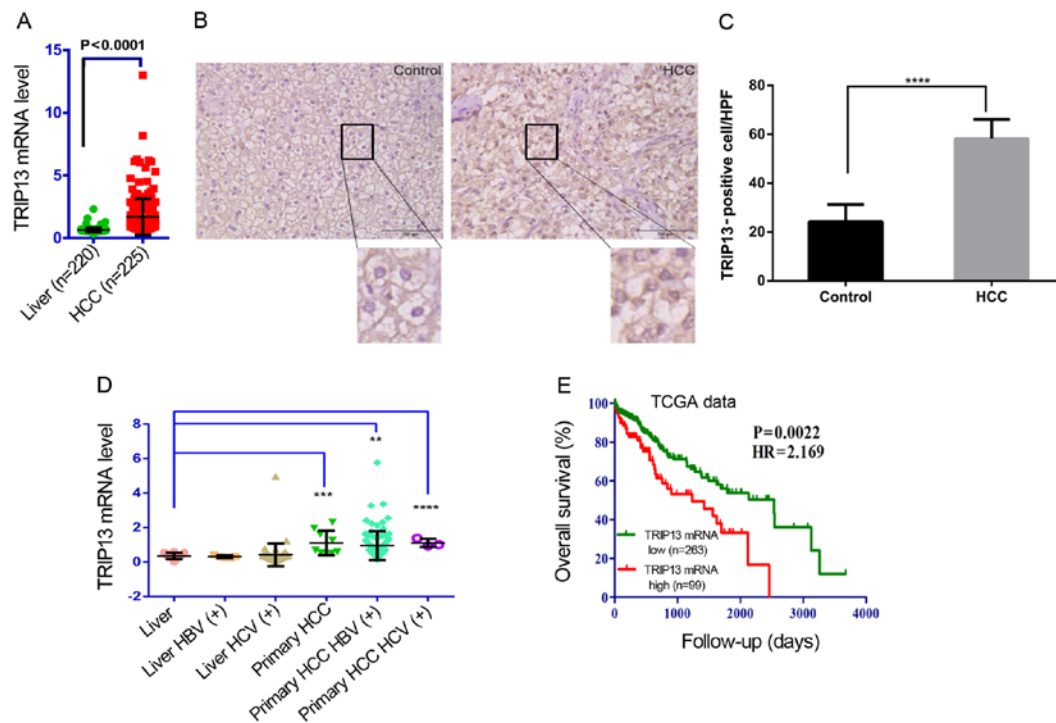 A
P<0.0001
TRIP13 mRNA level
15
10
5
0
Liver (n=220)
HCC (n=225)
B
Control
HCC
C
****
TRIP13-positive cell/HPF
80
60
40
20
0
Control
HCC
D
TRIP13 mRNA level
8
6
4
2
0
-2
***
**
****
Liver
Liver HBV (+)
Liver HCV (+)
Primary HCC
Primary HCC HBV (+)
Primary HCC HCV (+)
E
TCGA data
P=0.0022
HR=2.169
Overall survival (%)
100
80
60
40
20
0
TRIP13 mRNA
low (n=263)
TRIP13 mRNA
high (n=99)
0
1000
2000
3000
4000
Follow-up (days)